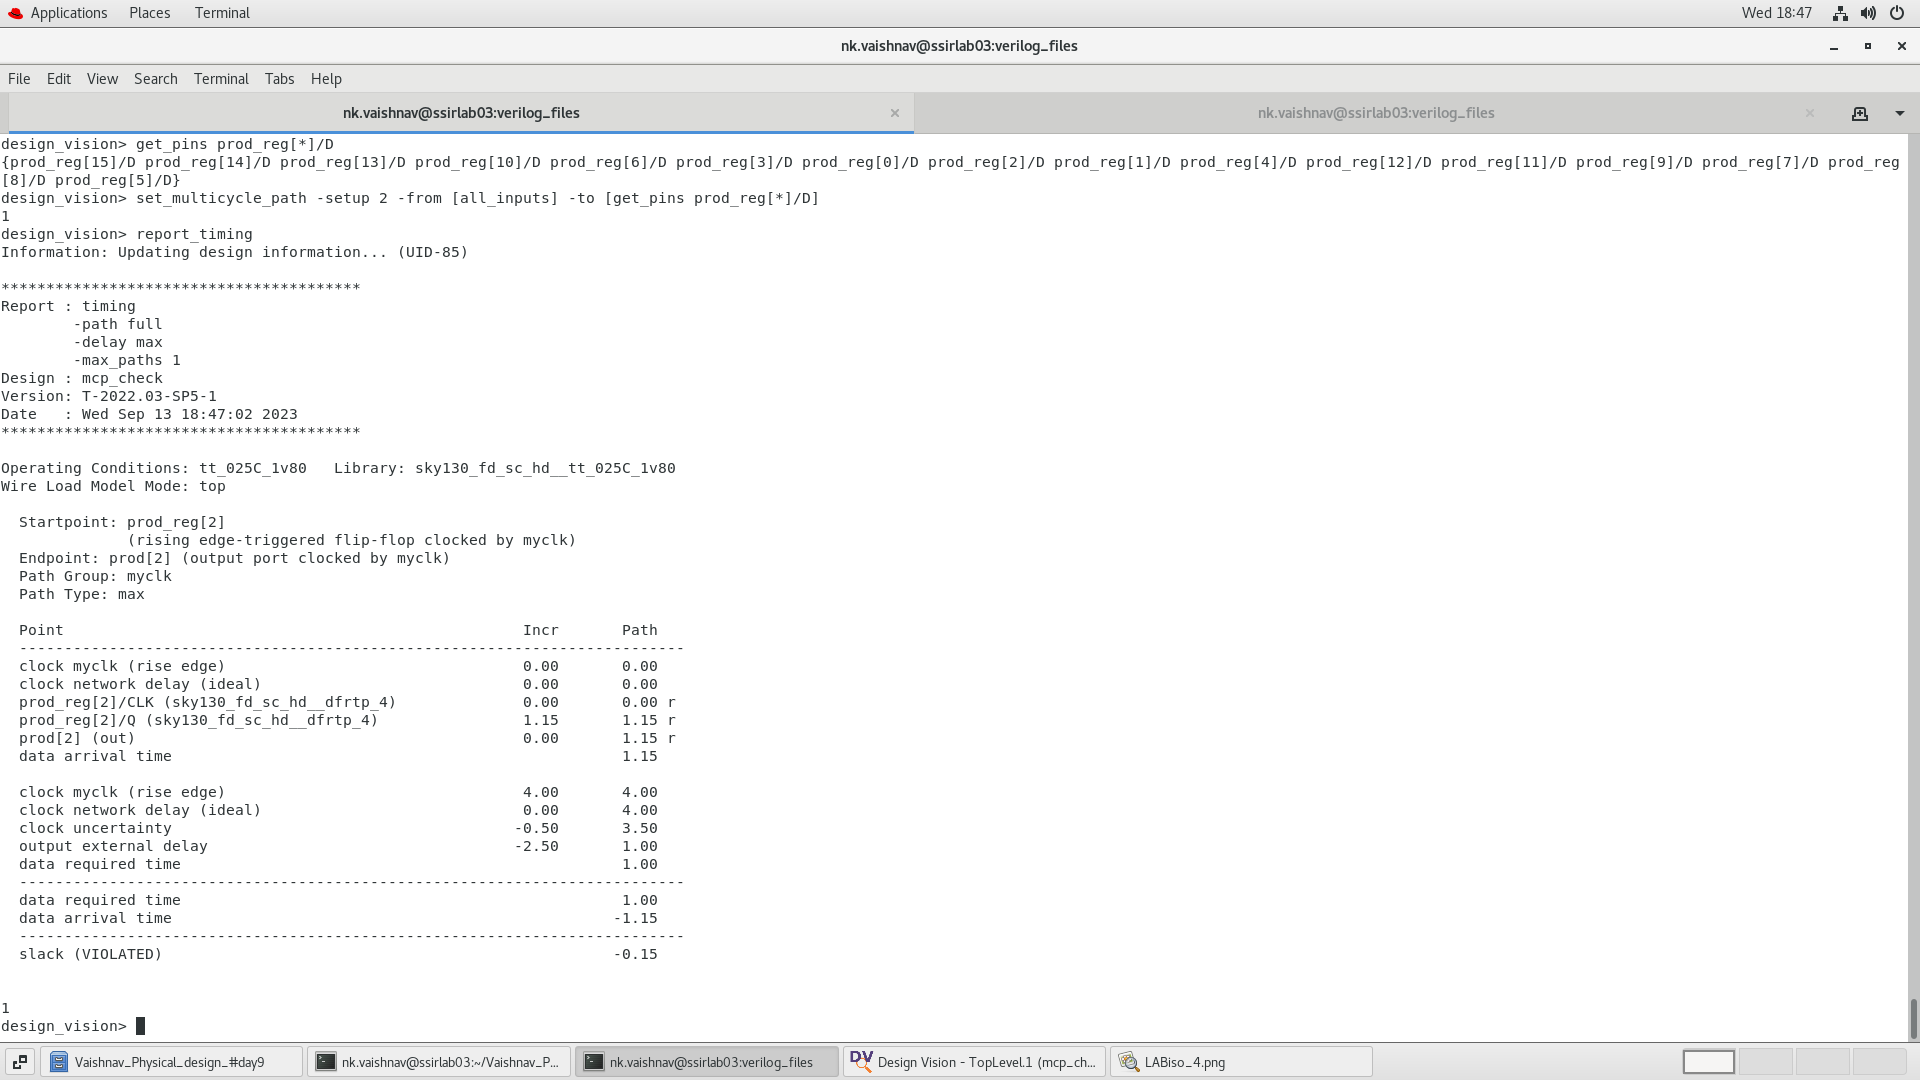 Applications Places Terminal Wed 18:47
nk.vaishnav@ssirlab03:verilog_files
File Edit View Search Terminal Tabs Help
nk.vaishnav@ssirlab03:verilog_files × nk.vaishnav@ssirlab03:verilog_files ×
design_vision> get_pins prod_reg[*]/D
{prod_reg[15]/D prod_reg[14]/D prod_reg[13]/D prod_reg[10]/D prod_reg[6]/D prod_reg[3]/D prod_reg[0]/D prod_reg[2]/D prod_reg[1]/D prod_reg[4]/D prod_reg[12]/D prod_reg[11]/D prod_reg[9]/D prod_reg[7]/D prod_reg
[8]/D prod_reg[5]/D}
design_vision> set_multicycle_path -setup 2 -from [all_inputs] -to [get_pins prod_reg[*]/D]
1
design_vision> report_timing
Information: Updating design information... (UID-85)
****************************************
Report : timing
-path full
-delay max
-max_paths 1
Design : mcp_check
Version: T-2022.03-SP5-1
Date   : Wed Sep 13 18:47:02 2023
****************************************
Operating Conditions: tt_025C_1v80   Library: sky130_fd_sc_hd__tt_025C_1v80
Wire Load Model Mode: top
Startpoint: prod_reg[2]
(rising edge-triggered flip-flop clocked by myclk)
Endpoint: prod[2] (output port clocked by myclk)
Path Group: myclk
Path Type: max
Point Incr Path
--------------------------------------------------------------------------
clock myclk (rise edge) 0.00 0.00
clock network delay (ideal) 0.00 0.00
prod_reg[2]/CLK (sky130_fd_sc_hd__dfrtp_4) 0.00 0.00 r
prod_reg[2]/Q (sky130_fd_sc_hd__dfrtp_4) 1.15 1.15 r
prod[2] (out) 0.00 1.15 r
data arrival time 1.15
clock myclk (rise edge) 4.00 4.00
clock network delay (ideal) 0.00 4.00
clock uncertainty -0.50 3.50
output external delay -2.50 1.00
data required time 1.00
--------------------------------------------------------------------------
data required time 1.00
data arrival time -1.15
--------------------------------------------------------------------------
slack (VIOLATED) -0.15
1
design_vision>
Vaishnav_Physical_design_#day9 nk.vaishnav@ssirlab03:~/Vaishnav_P... nk.vaishnav@ssirlab03:verilog_files DV Design Vision - TopLevel.1 (mcp_ch... LABiso_4.png